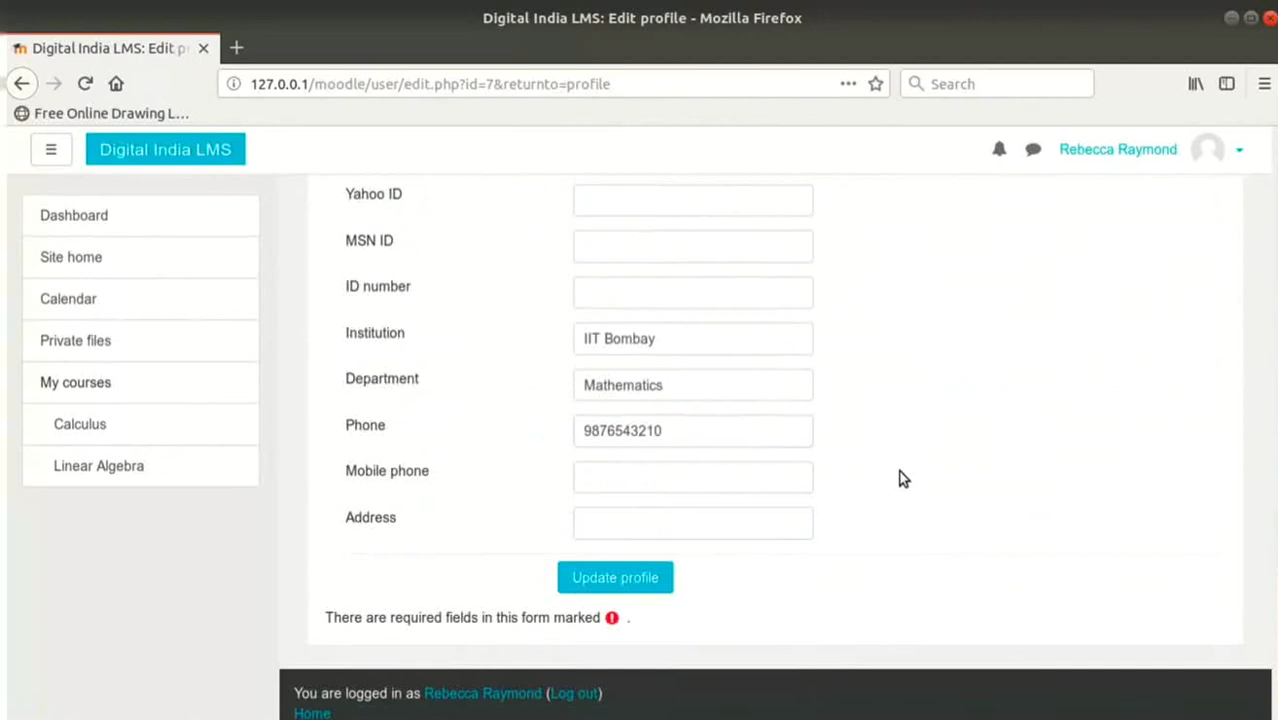 Digital India LMS: Edit profile - Mozilla Firefox
Digital India LMS: Edit p
127.0.0.1/moodle/user/edit.php?id=7&returnto=profile
Search
Free Online Drawing L...
Digital India LMS
Rebecca Raymond
Dashboard
Site home
Calendar
Private files
My courses
Calculus
Linear Algebra
Yahoo ID
MSN ID
ID number
Institution IIT Bombay
Department Mathematics
Phone 9876543210
Mobile phone
Address
Update profile
There are required fields in this form marked .
You are logged in as Rebecca Raymond (Log out)
Home